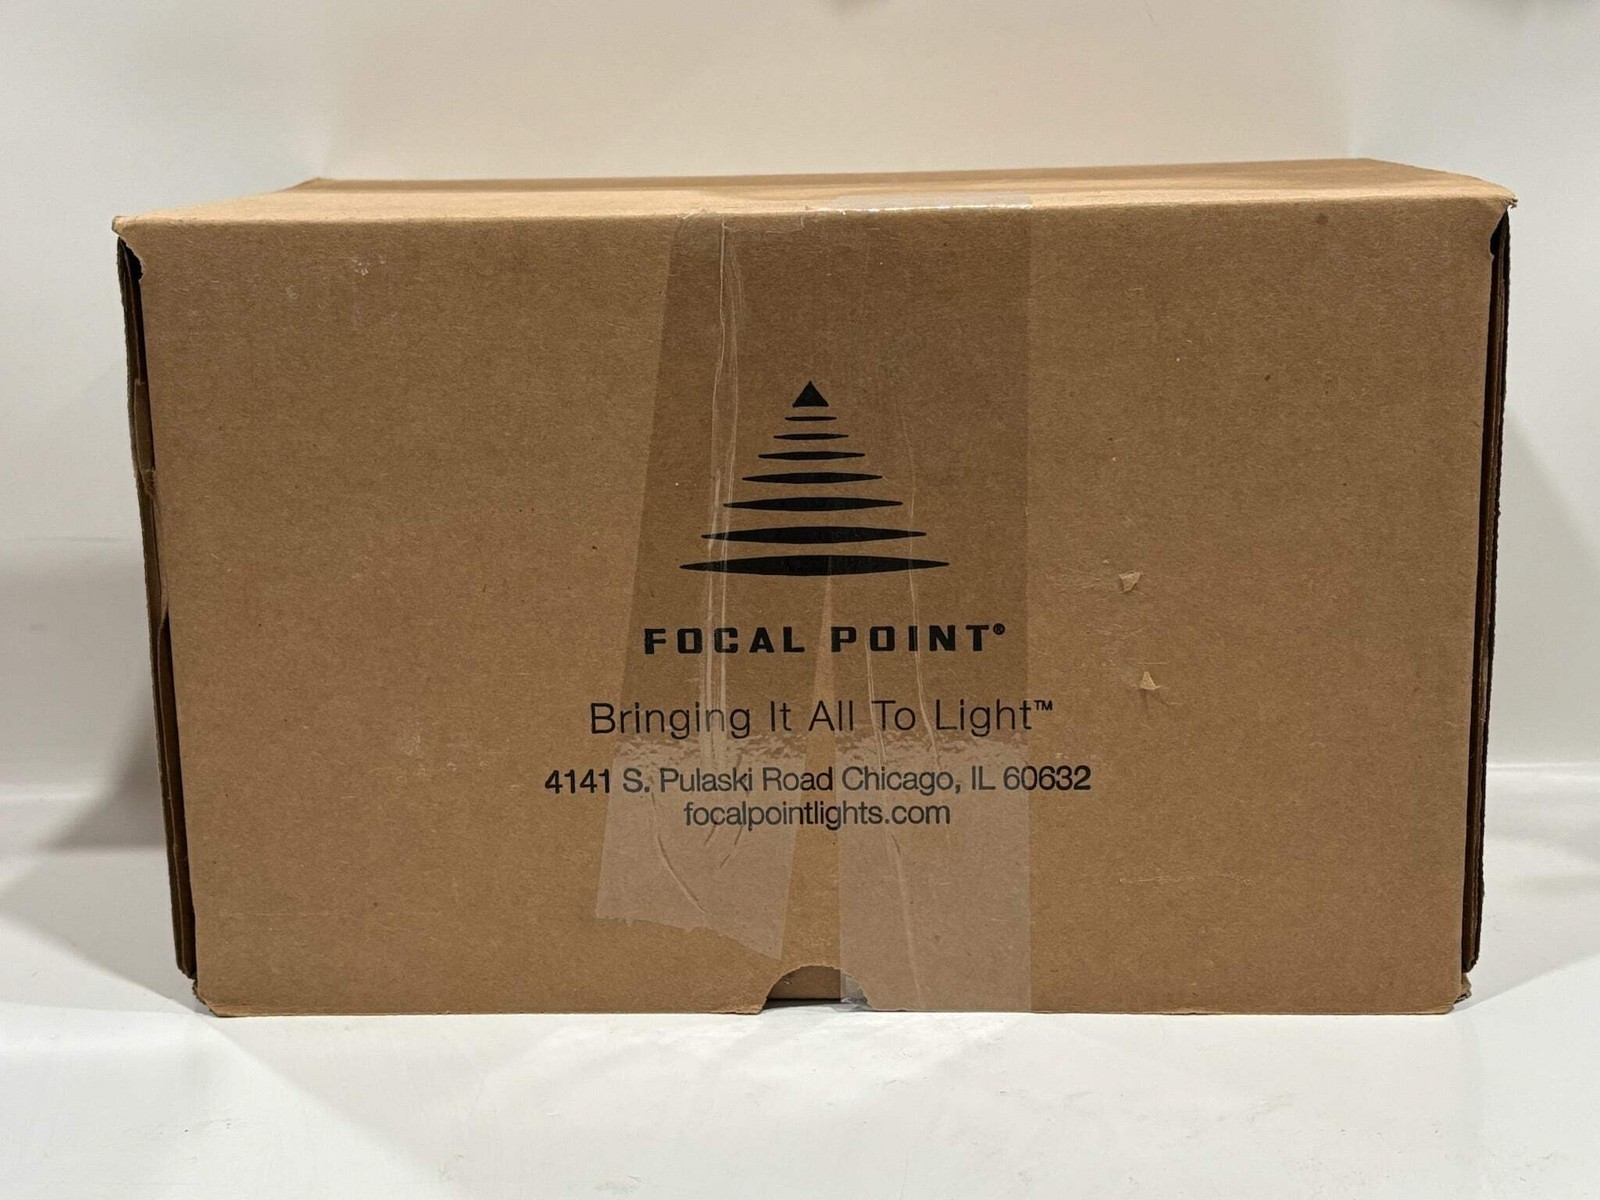 FOCAL POINT®
Bringing It All To Light™
4141 S. Pulaski Road Chicago, IL 60632
focalpointlights.com